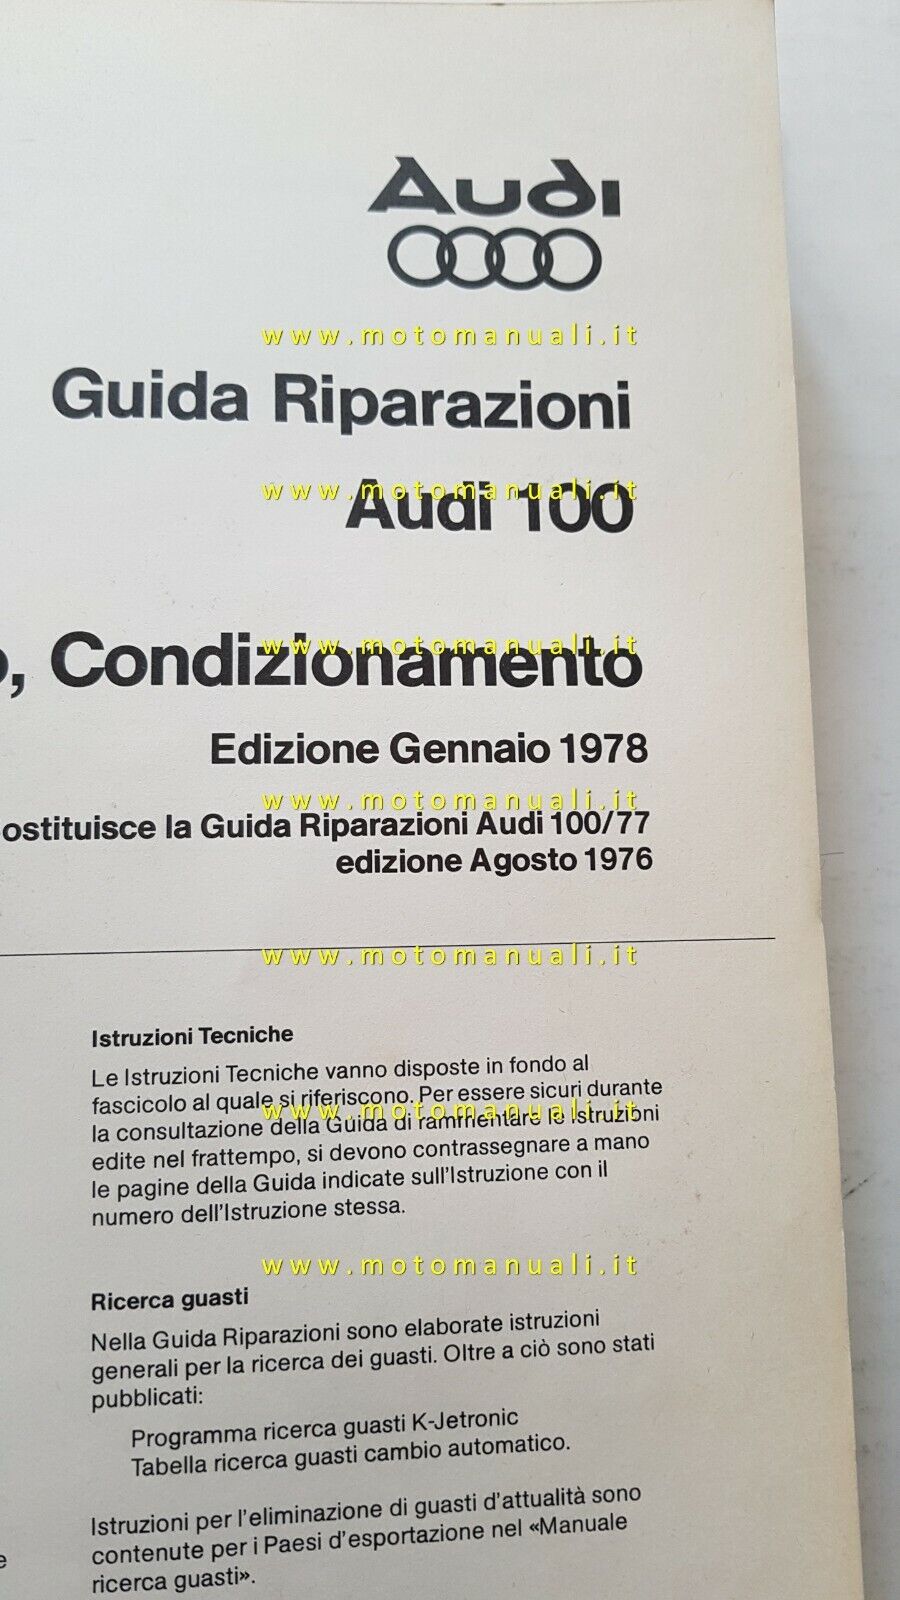 Audi
www.motomanuali.it
Guida Riparazioni
www.motomanuali.it
Audi 100
www.motomanuali.it
, Condizionamento
Edizione Gennaio 1978
www.motomanuali.it
ostituisce la Guida Riparazioni Audi 100/77
edizione Agosto 1976
www.motomanuali.it
Istruzioni Tecniche
Le Istruzioni Tecniche vanno disposte in fondo al
fascicolo al quale si riferiscono. Per essere sicuri durante
www.motomanuali.it
la consultazione della Guida di rammentare le Istruzioni
edite nel frattempo, si devono contrassegnare a mano
le pagine della Guida indicate sull'Istruzione con il
numero dell'Istruzione stessa.
www.motomanuali.it
Ricerca guasti
Nella Guida Riparazioni sono elaborate istruzioni
generali per la ricerca dei guasti. Oltre a ciò sono stati
pubblicati:
Programma ricerca guasti K-Jetronic
Tabella ricerca guasti cambio automatico.
Istruzioni per l'eliminazione di guasti d'attualità sono
contenute per i Paesi d'esportazione nel «Manuale
ricerca guasti».